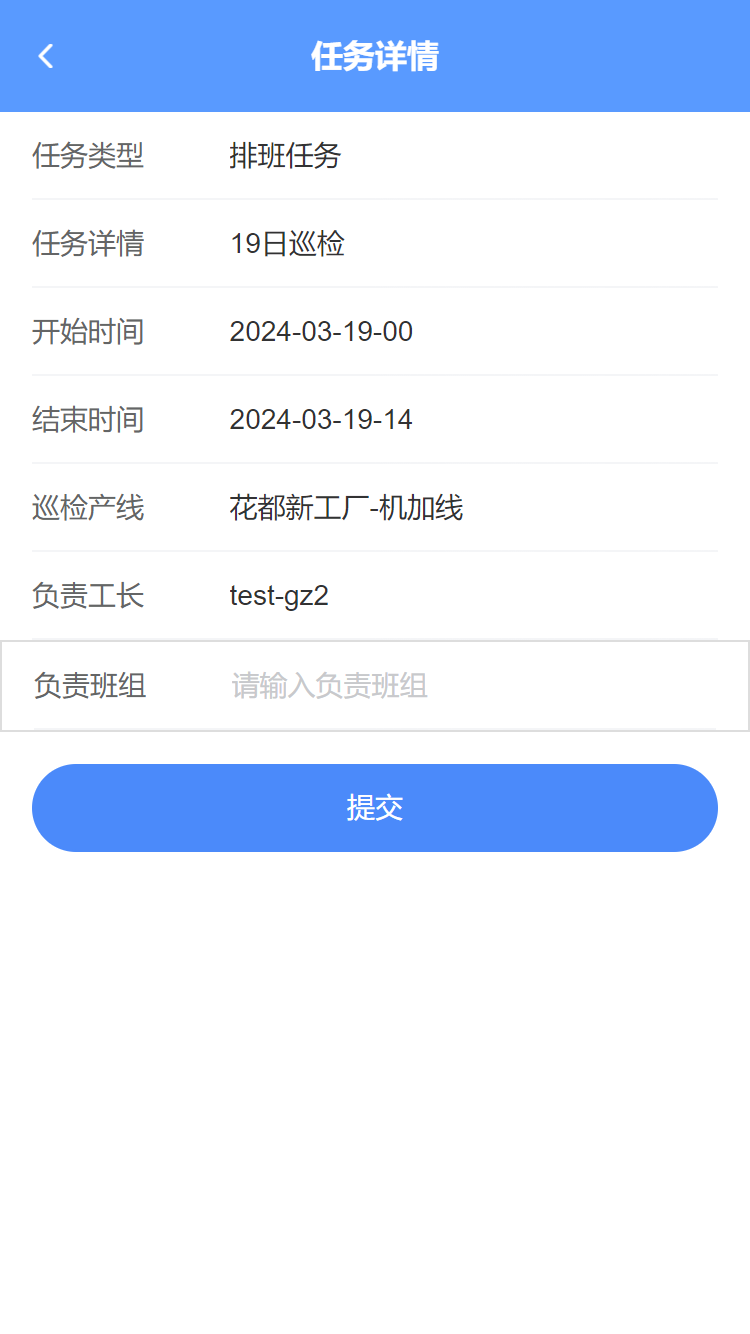 任务详情
任务类型 排班任务
任务详情 19日巡检
开始时间 2024-03-19-00
结束时间 2024-03-19-14
巡检产线 花都新工厂-机加线
负责工长 test-gz2
负责班组 请输入负责班组
提交